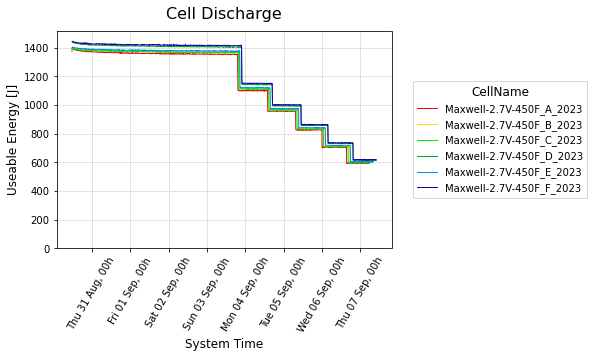 Cell Discharge
Useable Energy [J]
1400
1200
1000
800
600
400
200
0
Thu 31 Aug, 00h
Fri 01 Sep, 00h
Sat 02 Sep, 00h
Sun 03 Sep, 00h
Mon 04 Sep, 00h
Tue 05 Sep, 00h
Wed 06 Sep, 00h
Thu 07 Sep, 00h
System Time
CellName
Maxwell-2.7V-450F_A_2023
Maxwell-2.7V-450F_B_2023
Maxwell-2.7V-450F_C_2023
Maxwell-2.7V-450F_D_2023
Maxwell-2.7V-450F_E_2023
Maxwell-2.7V-450F_F_2023